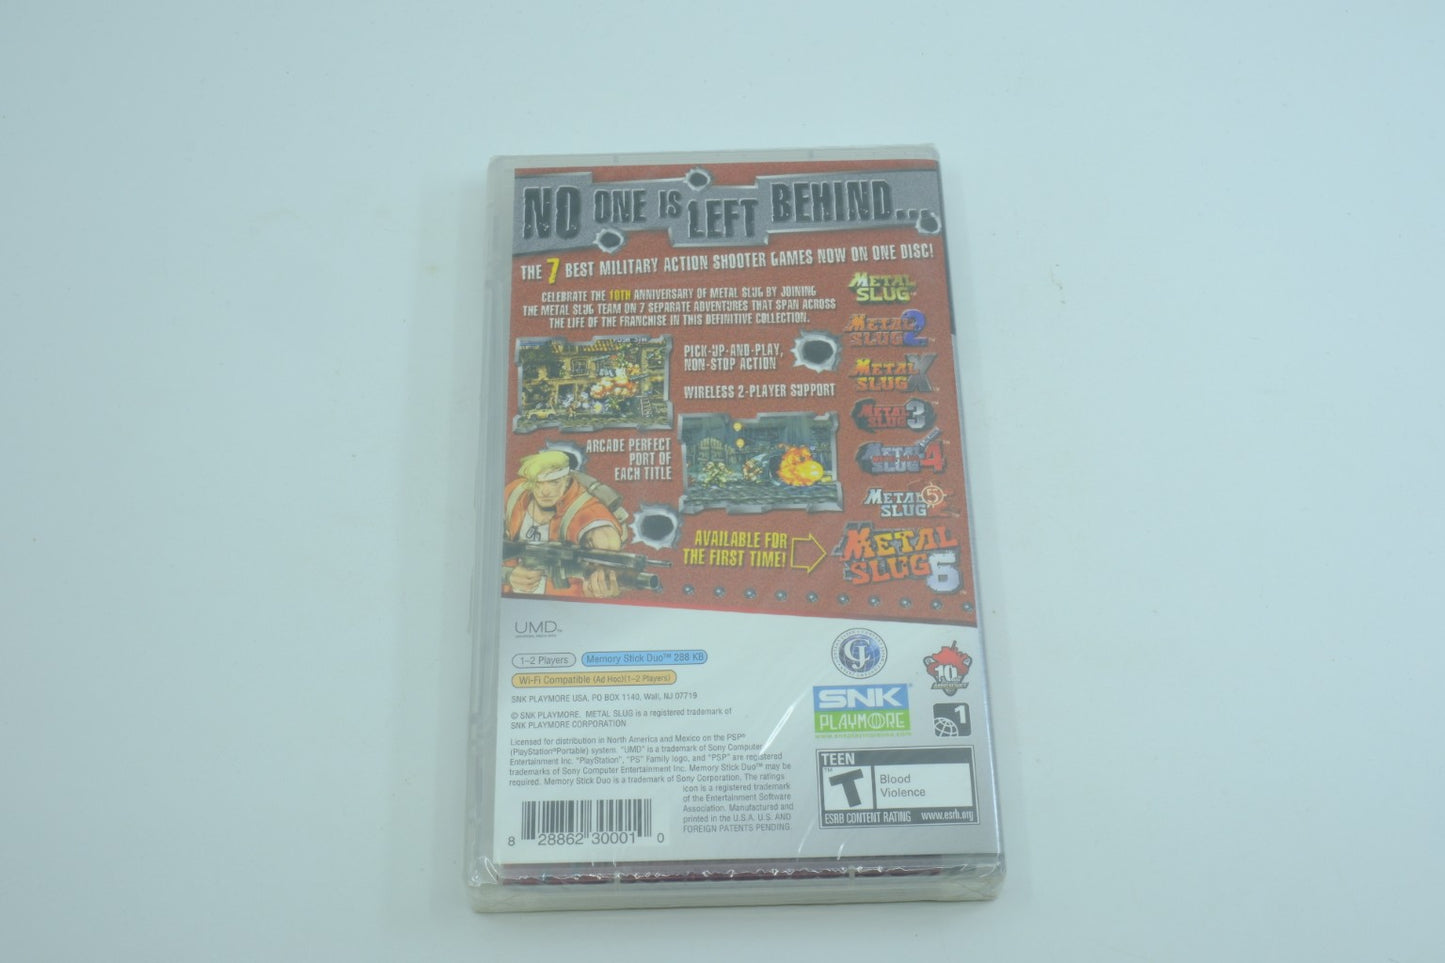 NO ONE IS LEFT BEHIND...
THE 7 BEST MILITARY ACTION SHOOTER GAMES NOW ON ONE DISC!
CELEBRATE THE 10TH ANNIVERSARY OF METAL SLUG BY JOINING
THE METAL SLUG TEAM ON 7 SEPARATE ADVENTURES THAT SPAN ACROSS
THE LIFE OF THE FRANCHISE IN THIS DEFINITIVE COLLECTION.
METAL
SLUG
METAL
SLUG 2
METAL
SLUG X
METAL
SLUG 3
METAL
SLUG 4
METAL
SLUG 5
METAL
SLUG 6
PICK-UP-AND-PLAY,
NON-STOP ACTION
WIRELESS 2-PLAYER SUPPORT
ARCADE PERFECT
PORT OF
EACH TITLE
AVAILABLE FOR
THE FIRST TIME!
UMD™
1-2 Players
Memory Stick Duo™ 288 KB
Wi-Fi Compatible (Ad Hoc)(1-2 Players)
SNK PLAYMORE USA, PO BOX 1140, Wall, NJ 07719
© SNK PLAYMORE. METAL SLUG is a registered trademark of
SNK PLAYMORE CORPORATION
Licensed for distribution in North America and Mexico on the PSP®
(PlayStation®Portable) system. "UMD" is a trademark of Sony Computer
Entertainment Inc. "PlayStation", "PS" Family logo, and "PSP" are registered
trademarks of Sony Computer Entertainment Inc. Memory Stick Duo™ may be
required. Memory Stick Duo is a trademark of Sony Corporation. The ratings
icon is a registered trademark
of the Entertainment Software
Association. Manufactured and
printed in the U.S.A. U.S. AND
FOREIGN PATENTS PENDING.
8 28862 30001 0
10
ANNIVERSARY
SNK
PLAYMORE
www.snkplaymoreusa.com
1
TEEN
T™
Blood
Violence
ESRB CONTENT RATING www.esrb.org